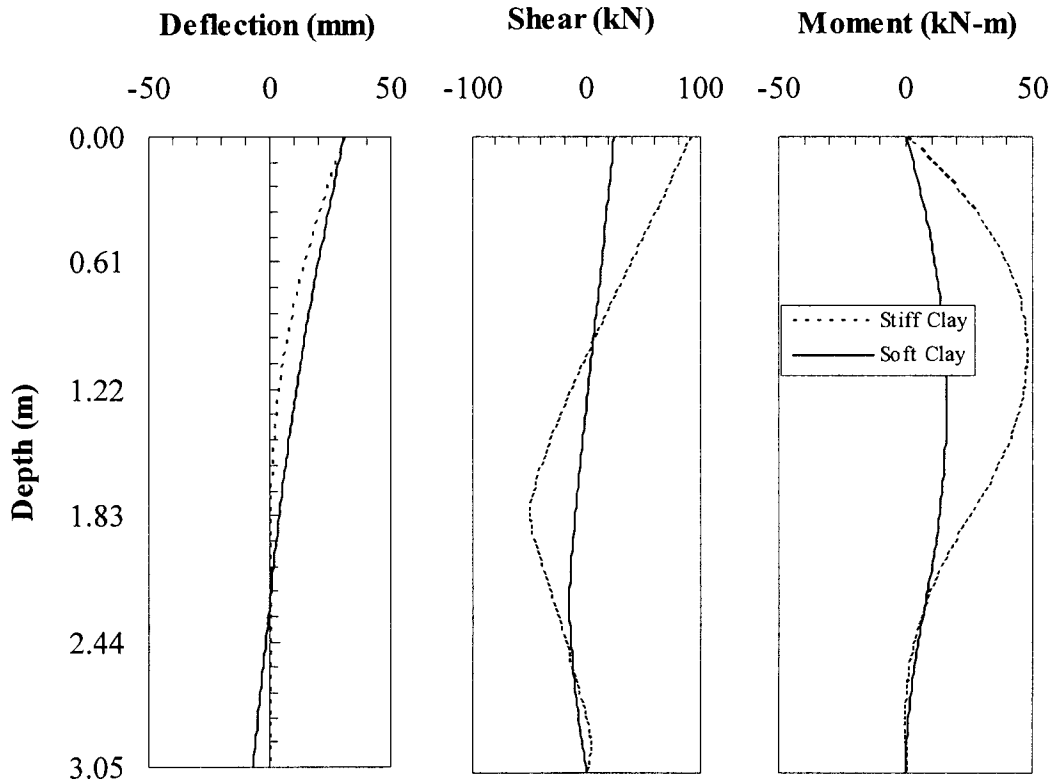 Deflection (mm)
Shear (kN)
Moment (kN-m)
-50 0 50
-100 0 100
-50 0 50
Depth (m)
0.00
0.61
1.22
1.83
2.44
3.05
Stiff Clay
Soft Clay